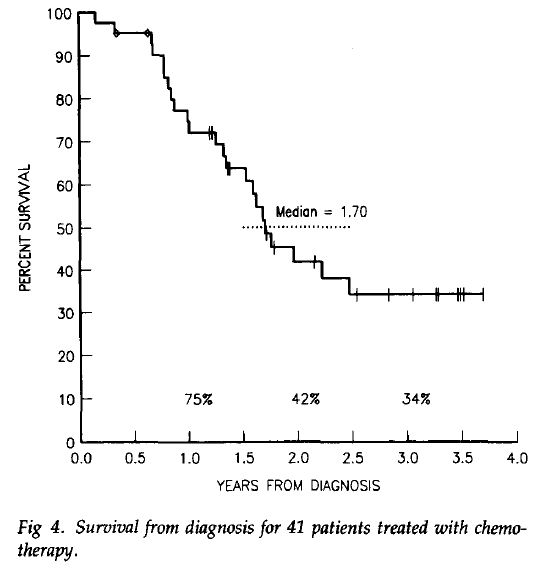 100
90
80
70
60
50
40
30
20
10
0
PERCENT SURVIVAL
Median = 1.70
75% 42% 34%
0.0 0.5 1.0 1.5 2.0 2.5 3.0 3.5 4.0
YEARS FROM DIAGNOSIS
Fig 4. Survival from diagnosis for 41 patients treated with chemo-
therapy.